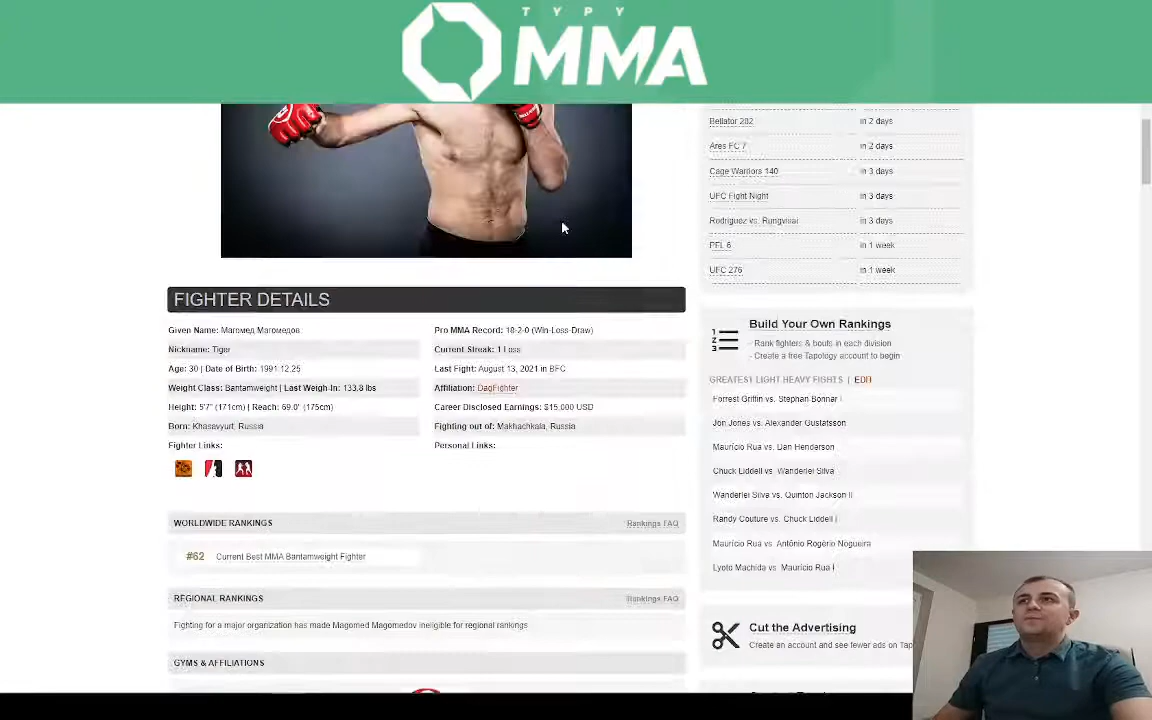 TYPY
MMA
Bellator 282 in 2 days
Ares FC 7 in 2 days
Cage Warriors 140 in 3 days
UFC Fight Night in 3 days
Rodriguez vs. Rungvisai in 3 days
PFL 6 in 1 week
UFC 276 in 1 week
FIGHTER DETAILS
Given Name: Магомед Магомедов
Pro MMA Record: 18-2-0 (Win-Loss-Draw)
Nickname: Tiger
Current Streak: 1 Loss
Age: 30 | Date of Birth: 1991.12.25
Last Fight: August 13, 2021 in BFC
Weight Class: Bantamweight | Last Weigh-In: 133.8 lbs
Affiliation: DagFighter
Height: 5'7" (171cm) | Reach: 69.0" (175cm)
Career Disclosed Earnings: $15,000 USD
Born: Khasavyurt, Russia
Fighting out of: Makhachkala, Russia
Fighter Links:
Personal Links:
WORLDWIDE RANKINGS Rankings FAQ
#62 Current Best MMA Bantamweight Fighter
REGIONAL RANKINGS Rankings FAQ
Fighting for a major organization has made Magomed Magomedov ineligible for regional rankings
GYMS & AFFILIATIONS
1
2
3
Build Your Own Rankings
- Rank fighters & bouts in each division
- Create a free Tapology account to begin
GREATEST LIGHT HEAVY FIGHTS | EDIT
Forrest Griffin vs. Stephan Bonnar I
Jon Jones vs. Alexander Gustafsson
Maurício Rua vs. Dan Henderson
Chuck Liddell vs. Wanderlei Silva
Wanderlei Silva vs. Quinton Jackson II
Randy Couture vs. Chuck Liddell I
Maurício Rua vs. Antônio Rogério Nogueira
Lyoto Machida vs. Maurício Rua I
Cut the Advertising
Create an account and see fewer ads on Tap